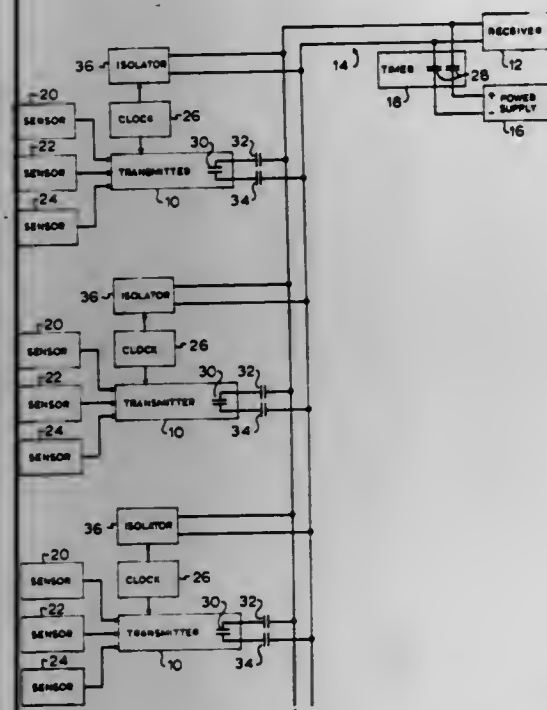 RECEIVER
12
14
TIMER
28
18
+ POWER
- SUPPLY
16
36
ISOLATOR
20
SENSOR
CLOCK
26
22
SENSOR
30
32
TRANSMITTER
24
10
34
SENSOR
36
ISOLATOR
20
SENSOR
CLOCK
26
22
SENSOR
30
32
TRANSMITTER
24
10
34
SENSOR
36
ISOLATOR
20
SENSOR
CLOCK
26
22
SENSOR
30
32
TRANSMITTER
24
10
34
SENSOR